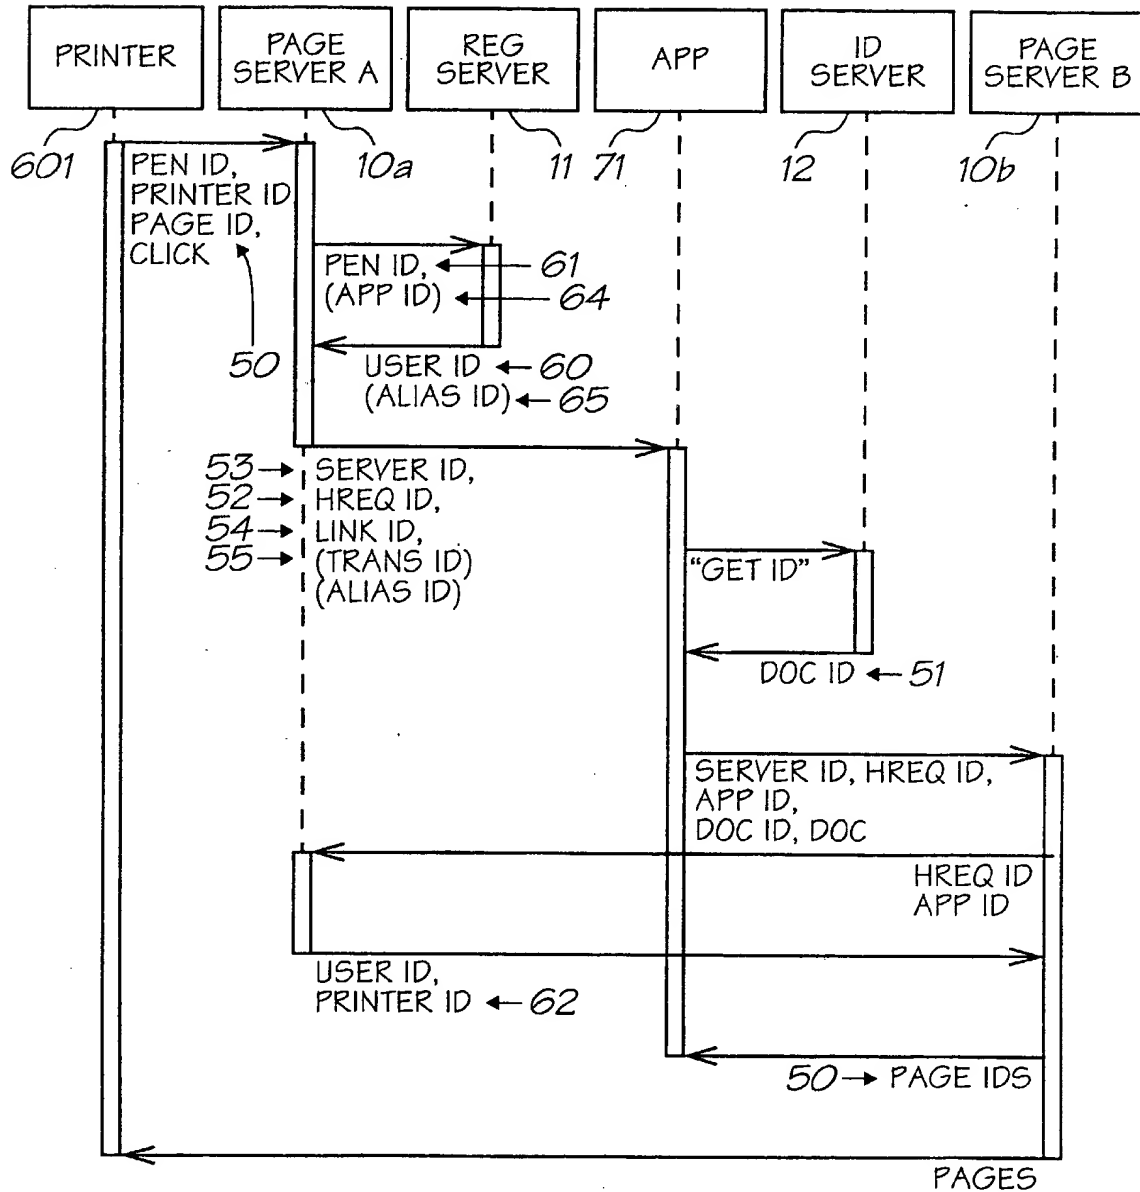 PRINTER
PAGE
SERVER A
REG
SERVER
APP
ID
SERVER
PAGE
SERVER B
601
10a
11
71
12
10b
PEN ID,
PRINTER ID
PAGE ID,
CLICK
50
PEN ID, 61
(APP ID) 64
USER ID 60
(ALIAS ID) 65
53 SERVER ID,
52 HREQ ID,
54 LINK ID,
55 (TRANS ID)
(ALIAS ID)
"GET ID"
DOC ID 51
SERVER ID, HREQ ID,
APP ID,
DOC ID, DOC
HREQ ID
APP ID
USER ID,
PRINTER ID 62
50 PAGE IDS
PAGES